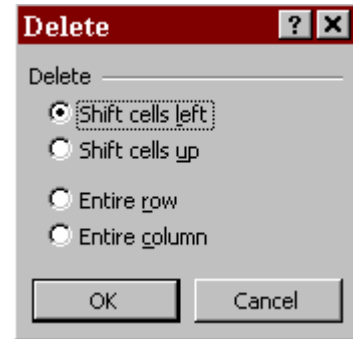 Delete ? X
Delete
Shift cells left
Shift cells up
Entire row
Entire column
OK Cancel